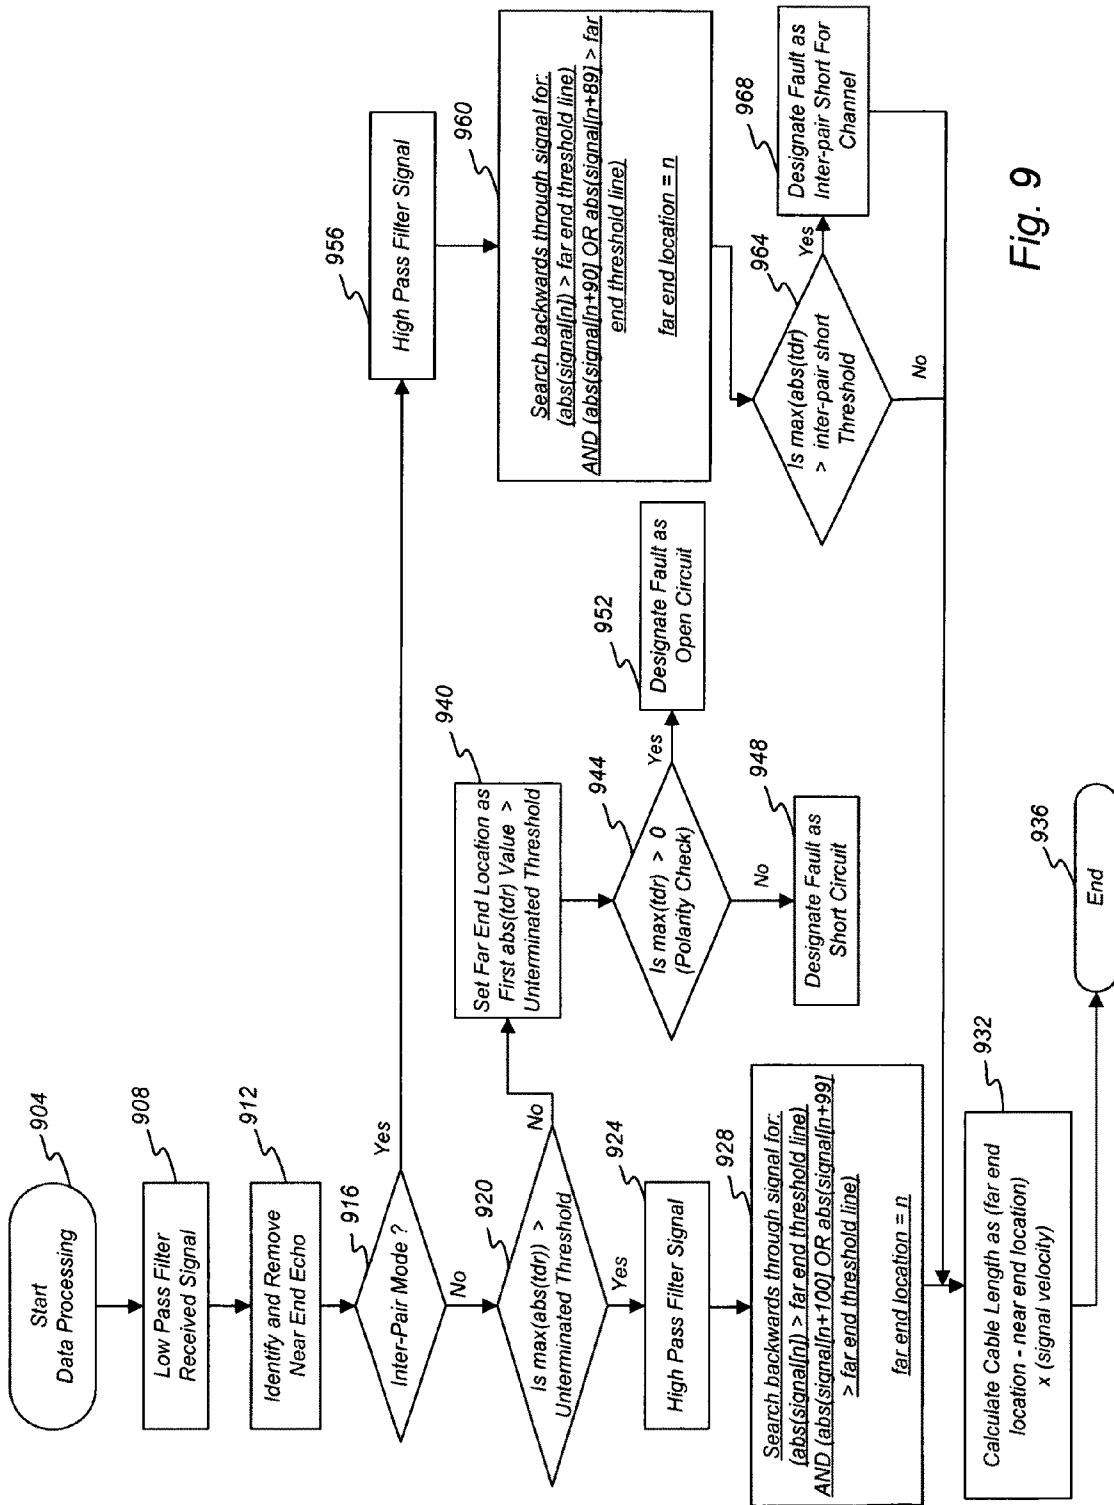 904
Start
Data Processing
908
Low Pass Filter
Received Signal
912
Identify and Remove
Near End Echo
916
Inter-Pair Mode ?
Yes
No
920
Is max(abs(tdr)) >
Unterminated Threshold
No
Yes
924
High Pass Filter Signal
928
Search backwards through signal for:
(abs(signal[n]) > far end threshold line)
AND (abs(signal[n+100] OR abs(signal[n+99]
> far end threshold line)
far end location = n
932
Calculate Cable Length as (far end
location - near end location)
x (signal velocity)
936
End
940
Set Far End Location as
First abs(tdr) Value >
Unterminated Threshold
944
Is max(tdr) > 0
(Polarity Check)
Yes
No
948
Designate Fault as
Short Circuit
952
Designate Fault as
Open Circuit
956
High Pass Filter Signal
960
Search backwards through signal for:
(abs(signal[n]) > far end threshold line)
AND (abs(signal[n+90] OR abs(signal[n+89] > far
end threshold line)
far end location = n
964
Is max(abs(tdr)
> inter-pair short
Threshold
Yes
No
968
Designate Fault as
Inter-pair Short For
Channel
Fig. 9